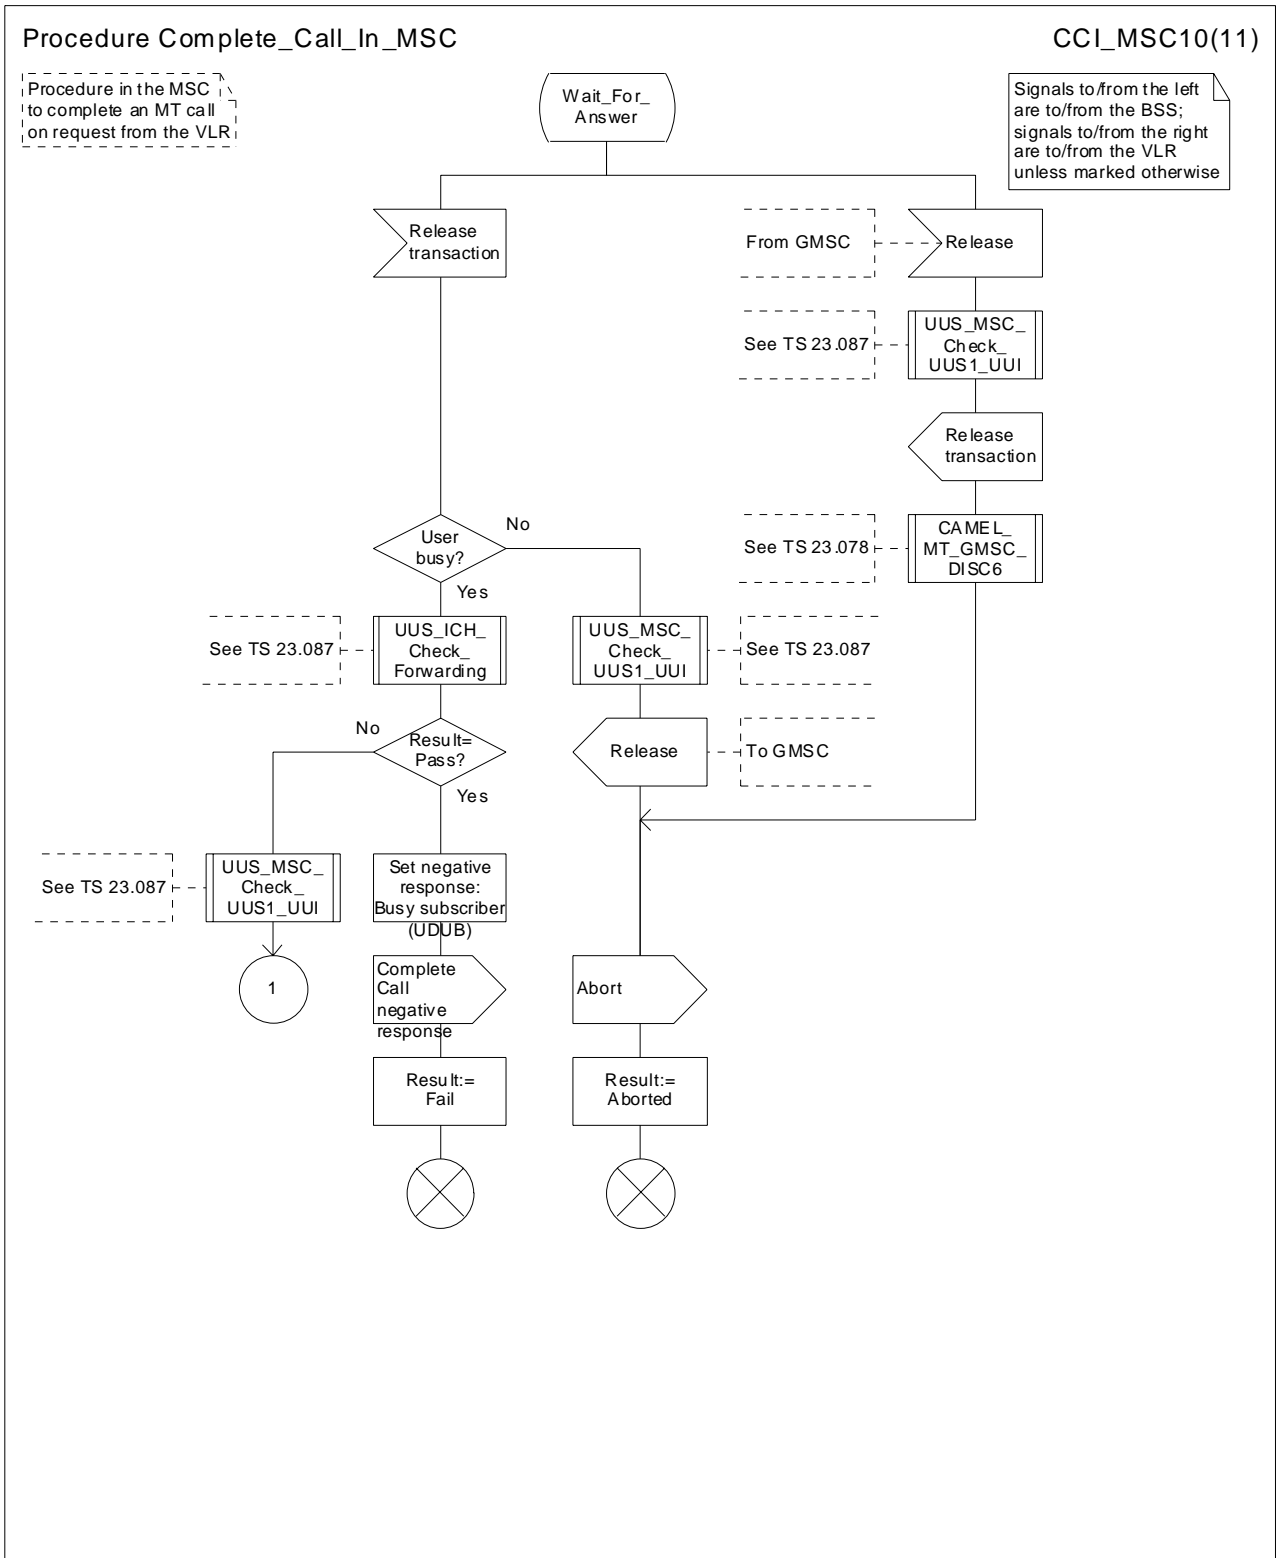 Procedure Complete_Call_In_MSC
CCI_MSC10(11)
Procedure in the MSC
to complete an MT call
on request from the VLR
Wait_For_
Answer
Signals to/from the left
are to/from the BSS;
signals to/from the right
are to/from the VLR
unless marked otherwise
Release
transaction
From GMSC
Release
See TS 23.087
UUS_MSC_
Check_
UUS1_UUI
Release
transaction
User
busy?
No
Yes
See TS 23.078
CAMEL_
MT_GMSC_
DISC6
See TS 23.087
UUS_ICH_
Check_
Forwarding
UUS_MSC_
Check_
UUS1_UUI
See TS 23.087
No
Result=
Pass?
Yes
Release
To GMSC
See TS 23.087
UUS_MSC_
Check_
UUS1_UUI
Set negative
response:
Busy subscriber
(UDUB)
1
Complete
Call
negative
response
Abort
Result:=
Fail
Result:=
Aborted